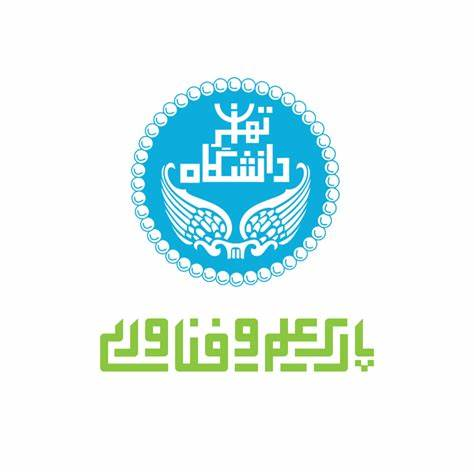 دانشگاه
تهران
پارک علم و فناوری